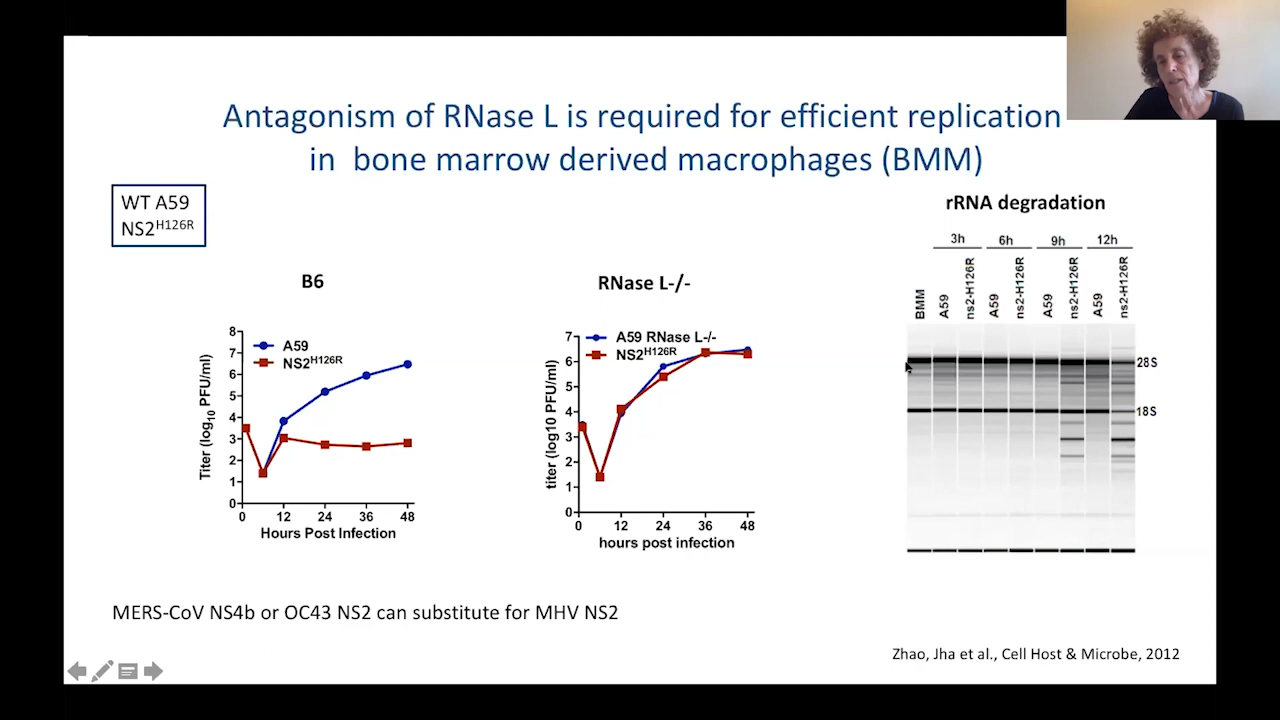 Antagonism of RNase L is required for efficient replication
in bone marrow derived macrophages (BMM)
WT A59
NS2H126R
rRNA degradation
3h 6h 9h 12h
BMM A59 ns2-H126R A59 ns2-H126R A59 ns2-H126R A59 ns2-H126R
28S
18S
B6
A59
NS2H126R
Titer (log10 PFU/ml)
8
7
6
5
4
3
2
1
0
0 12 24 36 48
Hours Post Infection
RNase L-/-
A59 RNase L-/-
NS2H126R
titer (log10 PFU/ml)
7
6
5
4
3
2
1
0
0 12 24 36 48
hours post infection
MERS-CoV NS4b or OC43 NS2 can substitute for MHV NS2
Zhao, Jha et al., Cell Host & Microbe, 2012